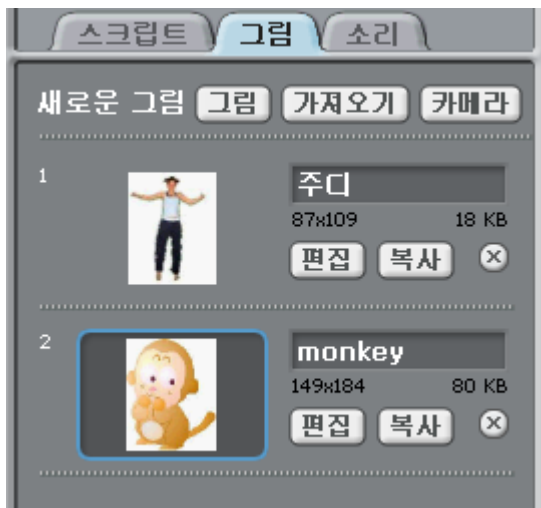 스크립트 그림 소리
새로운 그림 그림 가져오기 카메라
1
주디
87x109 18 KB
편집 복사
2
monkey
149x184 80 KB
편집 복사